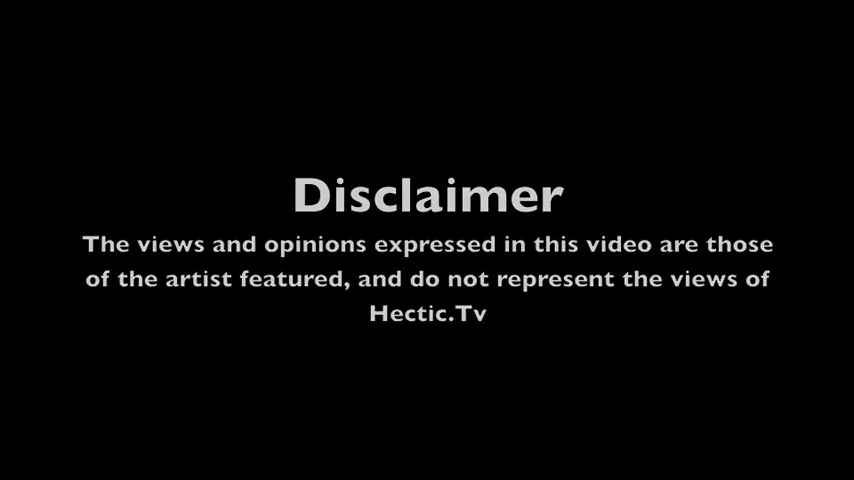 Disclaimer
The views and opinions expressed in this video are those
of the artist featured, and do not represent the views of
Hectic.Tv